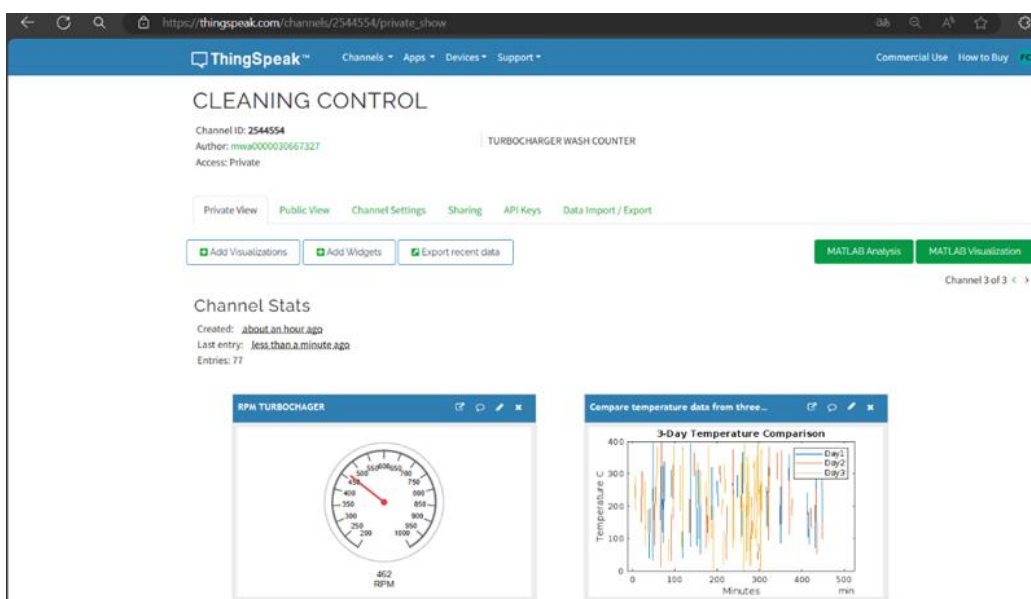 https://thingspeak.com/channels/2544554/private_show
ThingSpeak™ Channels Apps Devices Support Commercial Use How to Buy
CLEANING CONTROL
Channel ID: 2544554
Author: mwa0000030667327
Access: Private
TURBOCHARGER WASH COUNTER
Private View Public View Channel Settings Sharing API Keys Data Import / Export
Add Visualizations Add Widgets Export recent data MATLAB Analysis MATLAB Visualization
Channel 3 of 3 < >
Channel Stats
Created: about an hour ago
Last entry: less than a minute ago
Entries: 77
RPM TURBOCHAGER
200 250 300 350 400 450 500 550 600 650 700 750 800 850 900 950 1000
462
RPM
Compare temperature data from three...
3-Day Temperature Comparison
Day1
Day2
Day3
Temperature C
400
300
200
100
0
0 100 200 300 400 500
Minutes min